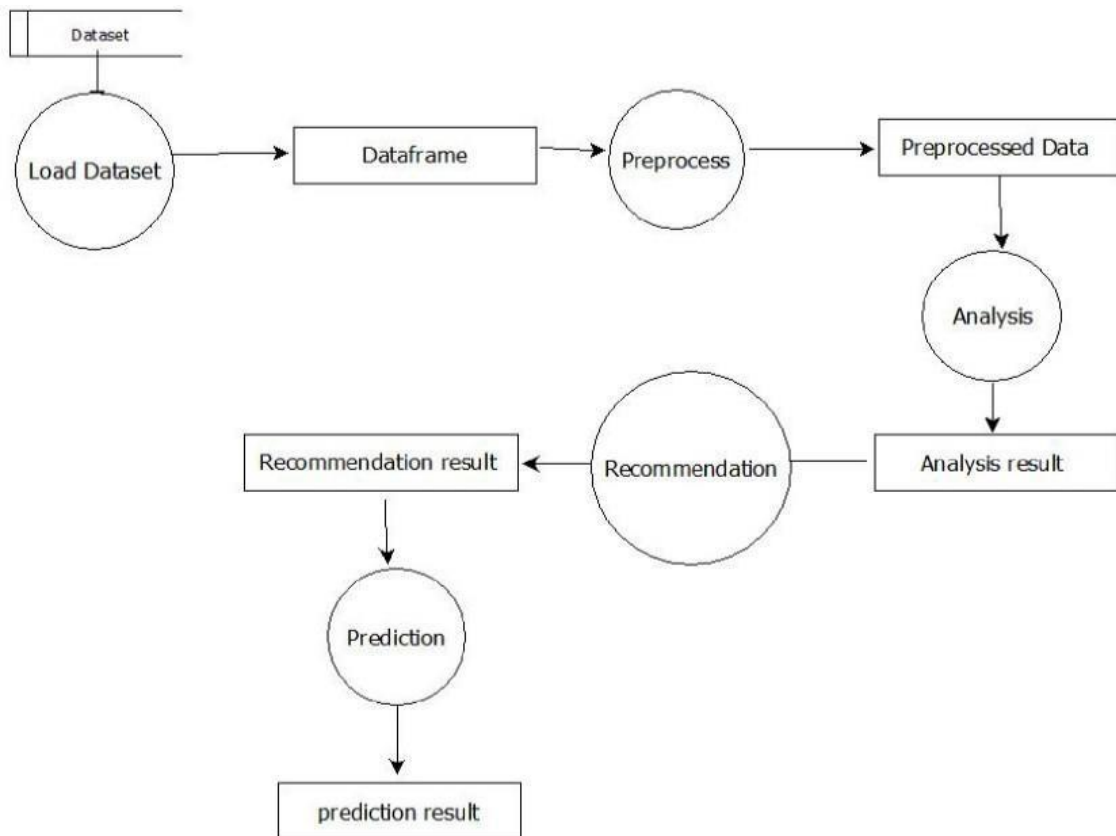 Dataset
Load Dataset
Dataframe
Preprocess
Preprocessed Data
Analysis
Analysis result
Recommendation
Recommendation result
Prediction
prediction result